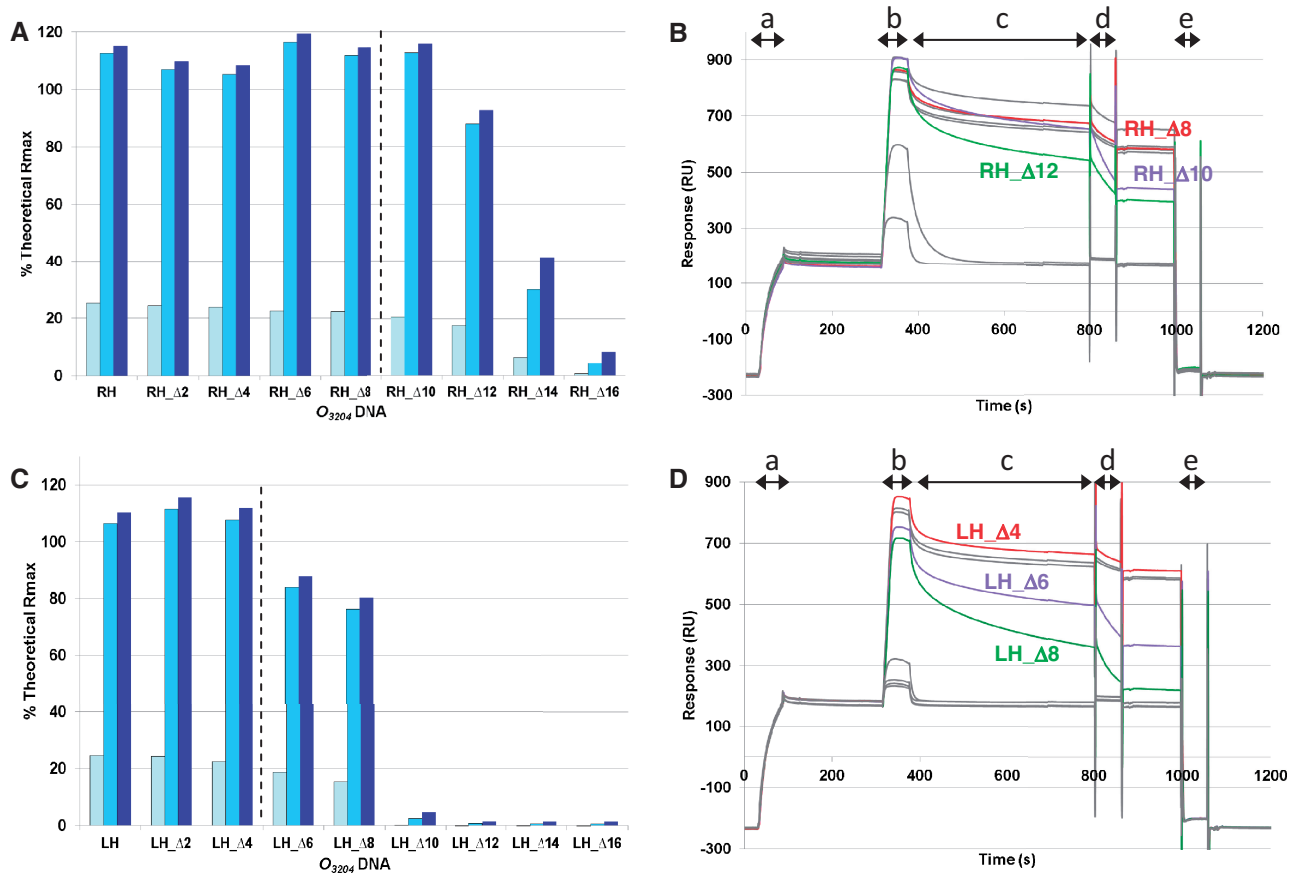 A
% Theoretical Rmax
120
100
80
60
40
20
0
RH RH_Δ2 RH_Δ4 RH_Δ6 RH_Δ8 RH_Δ10 RH_Δ12 RH_Δ14 RH_Δ16
O3204 DNA
B
a b c d e
Response (RU)
900
700
500
300
100
-100
-300
0 200 400 600 800 1000 1200
Time (s)
RH_Δ8
RH_Δ12
RH_Δ10
C
% Theoretical Rmax
120
100
80
60
40
20
0
LH LH_Δ2 LH_Δ4 LH_Δ6 LH_Δ8 LH_Δ10 LH_Δ12 LH_Δ14 LH_Δ16
O3204 DNA
D
a b c d e
Response (RU)
900
700
500
300
100
-100
-300
0 200 400 600 800 1000 1200
Time (s)
LH_Δ4
LH_Δ6
LH_Δ8